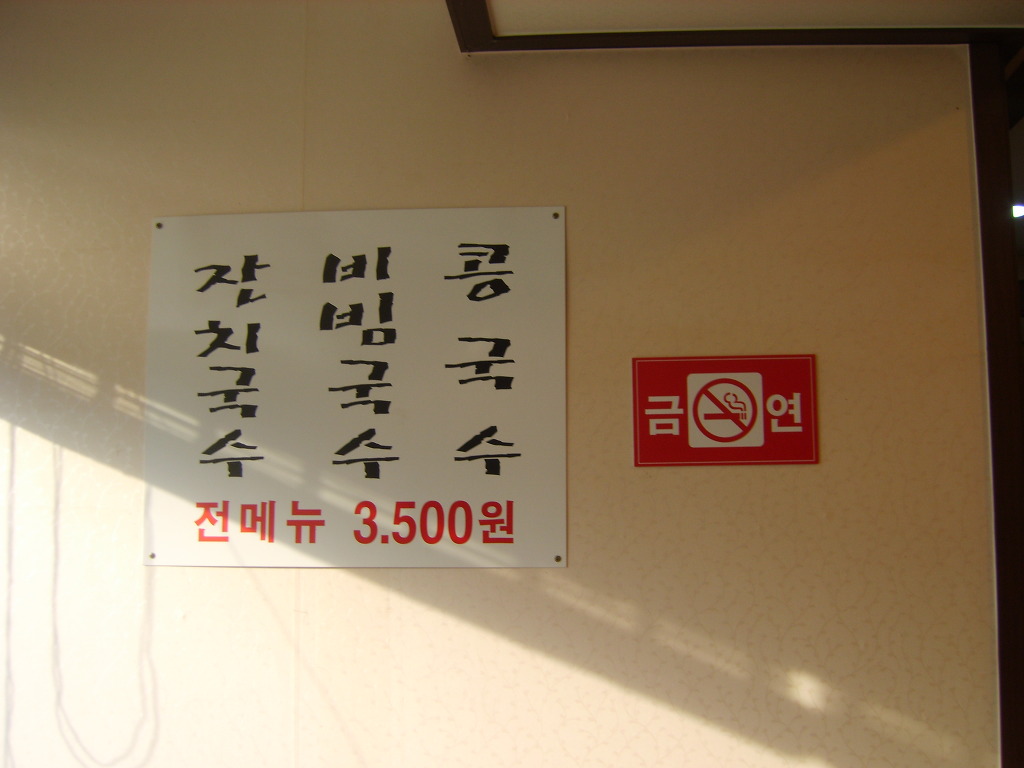 잔치국수
비빔국수
콩국수
전메뉴 3.500원
금연